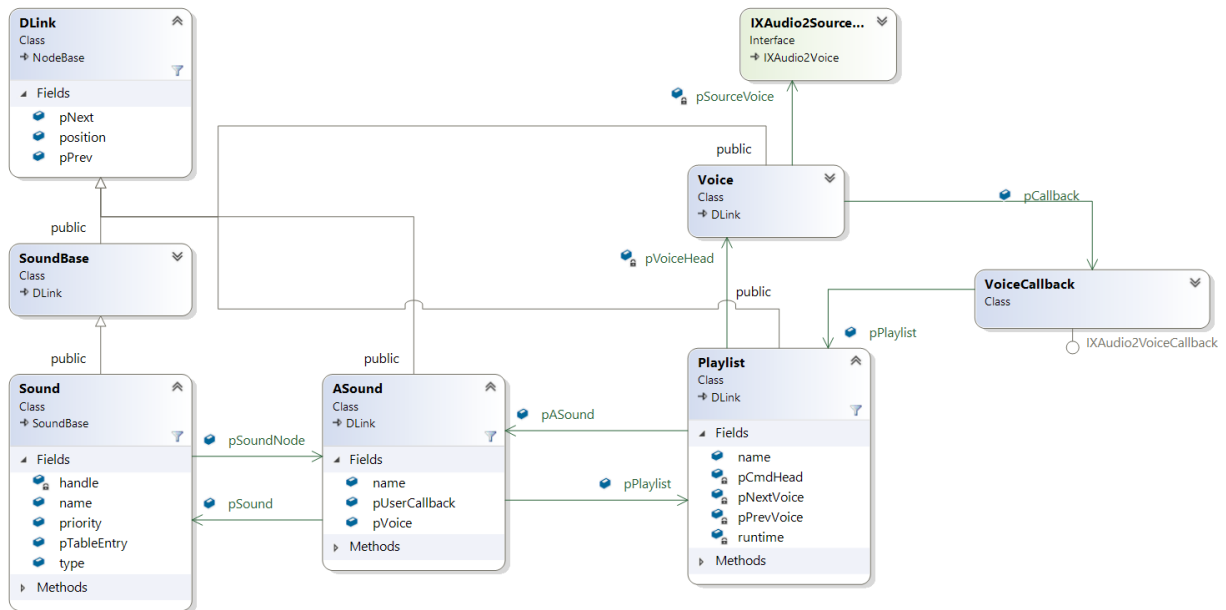 DLink
Class
NodeBase
Fields
pNext
position
pPrev
IXAudio2Source...
Interface
IXAudio2Voice
pSourceVoice
public
Voice
Class
DLink
pCallback
public
SoundBase
Class
DLink
pVoiceHead
public
VoiceCallback
Class
IXAudio2VoiceCallback
pPlaylist
public
public
Sound
Class
SoundBase
Fields
handle
name
priority
pTableEntry
type
Methods
pSoundNode
pSound
ASound
Class
DLink
Fields
name
pUserCallback
pVoice
Methods
pASound
pPlaylist
Playlist
Class
DLink
Fields
name
pCmdHead
pNextVoice
pPrevVoice
runtime
Methods